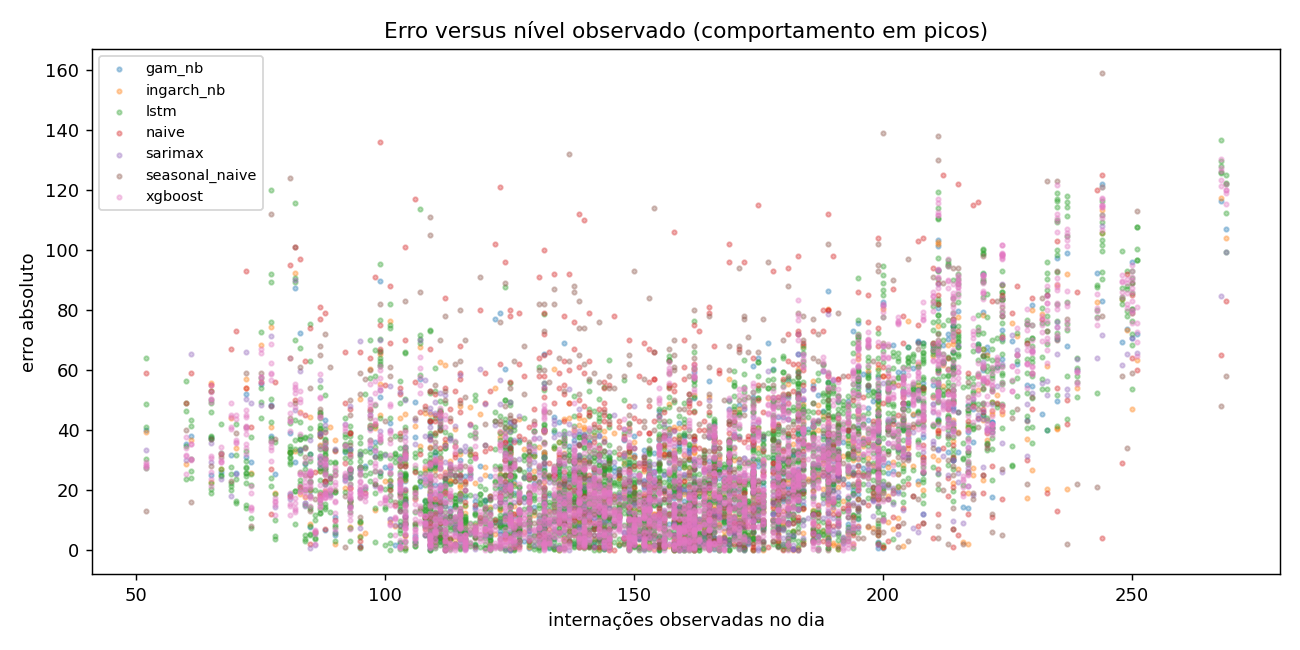 Erro versus nível observado (comportamento em picos)
gam_nb
ingarch_nb
lstm
naive
sarimax
seasonal_naive
xgboost
erro absoluto
160
140
120
100
80
60
40
20
0
50
100
150
200
250
internações observadas no dia